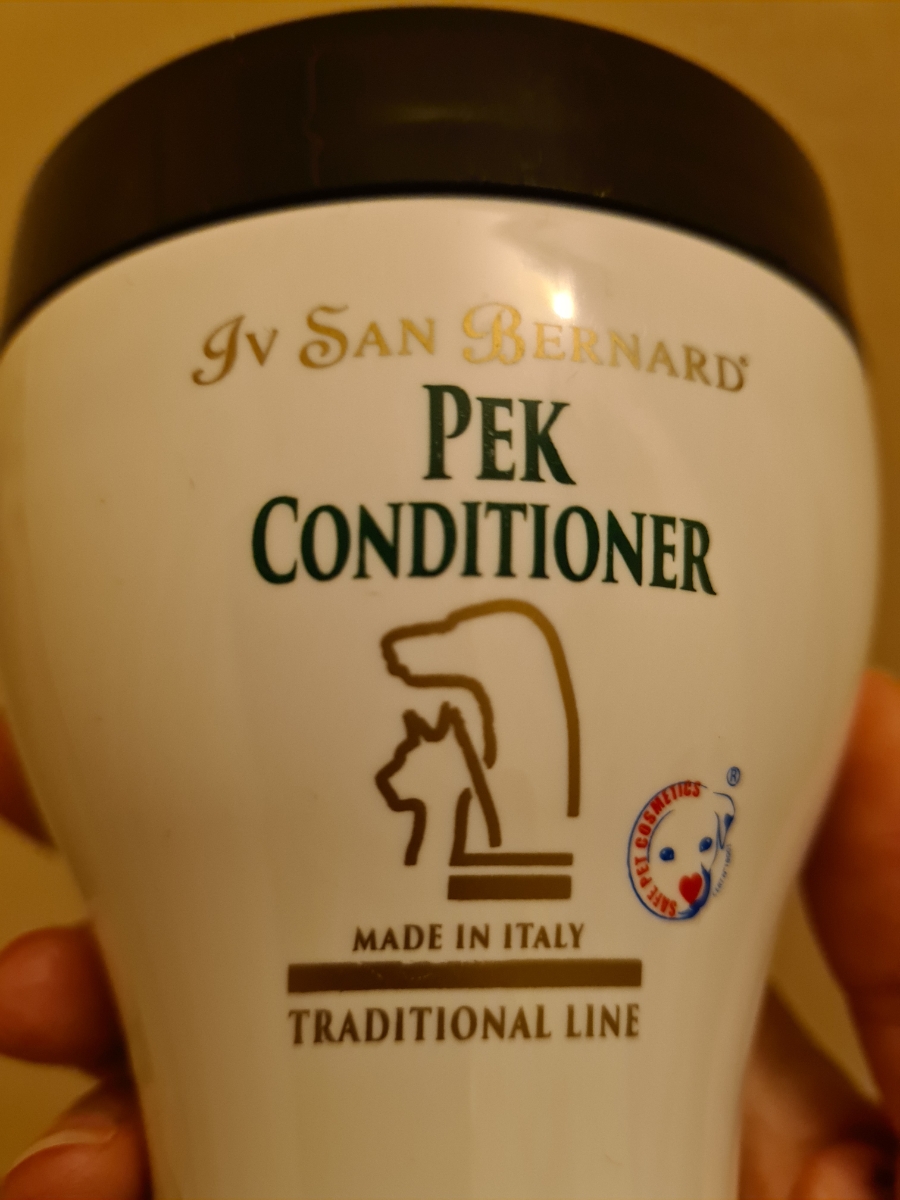 Iv San Bernard®
Pek
Conditioner
SAFE PET COSMETICS
®
MADE IN ITALY
TRADITIONAL LINE